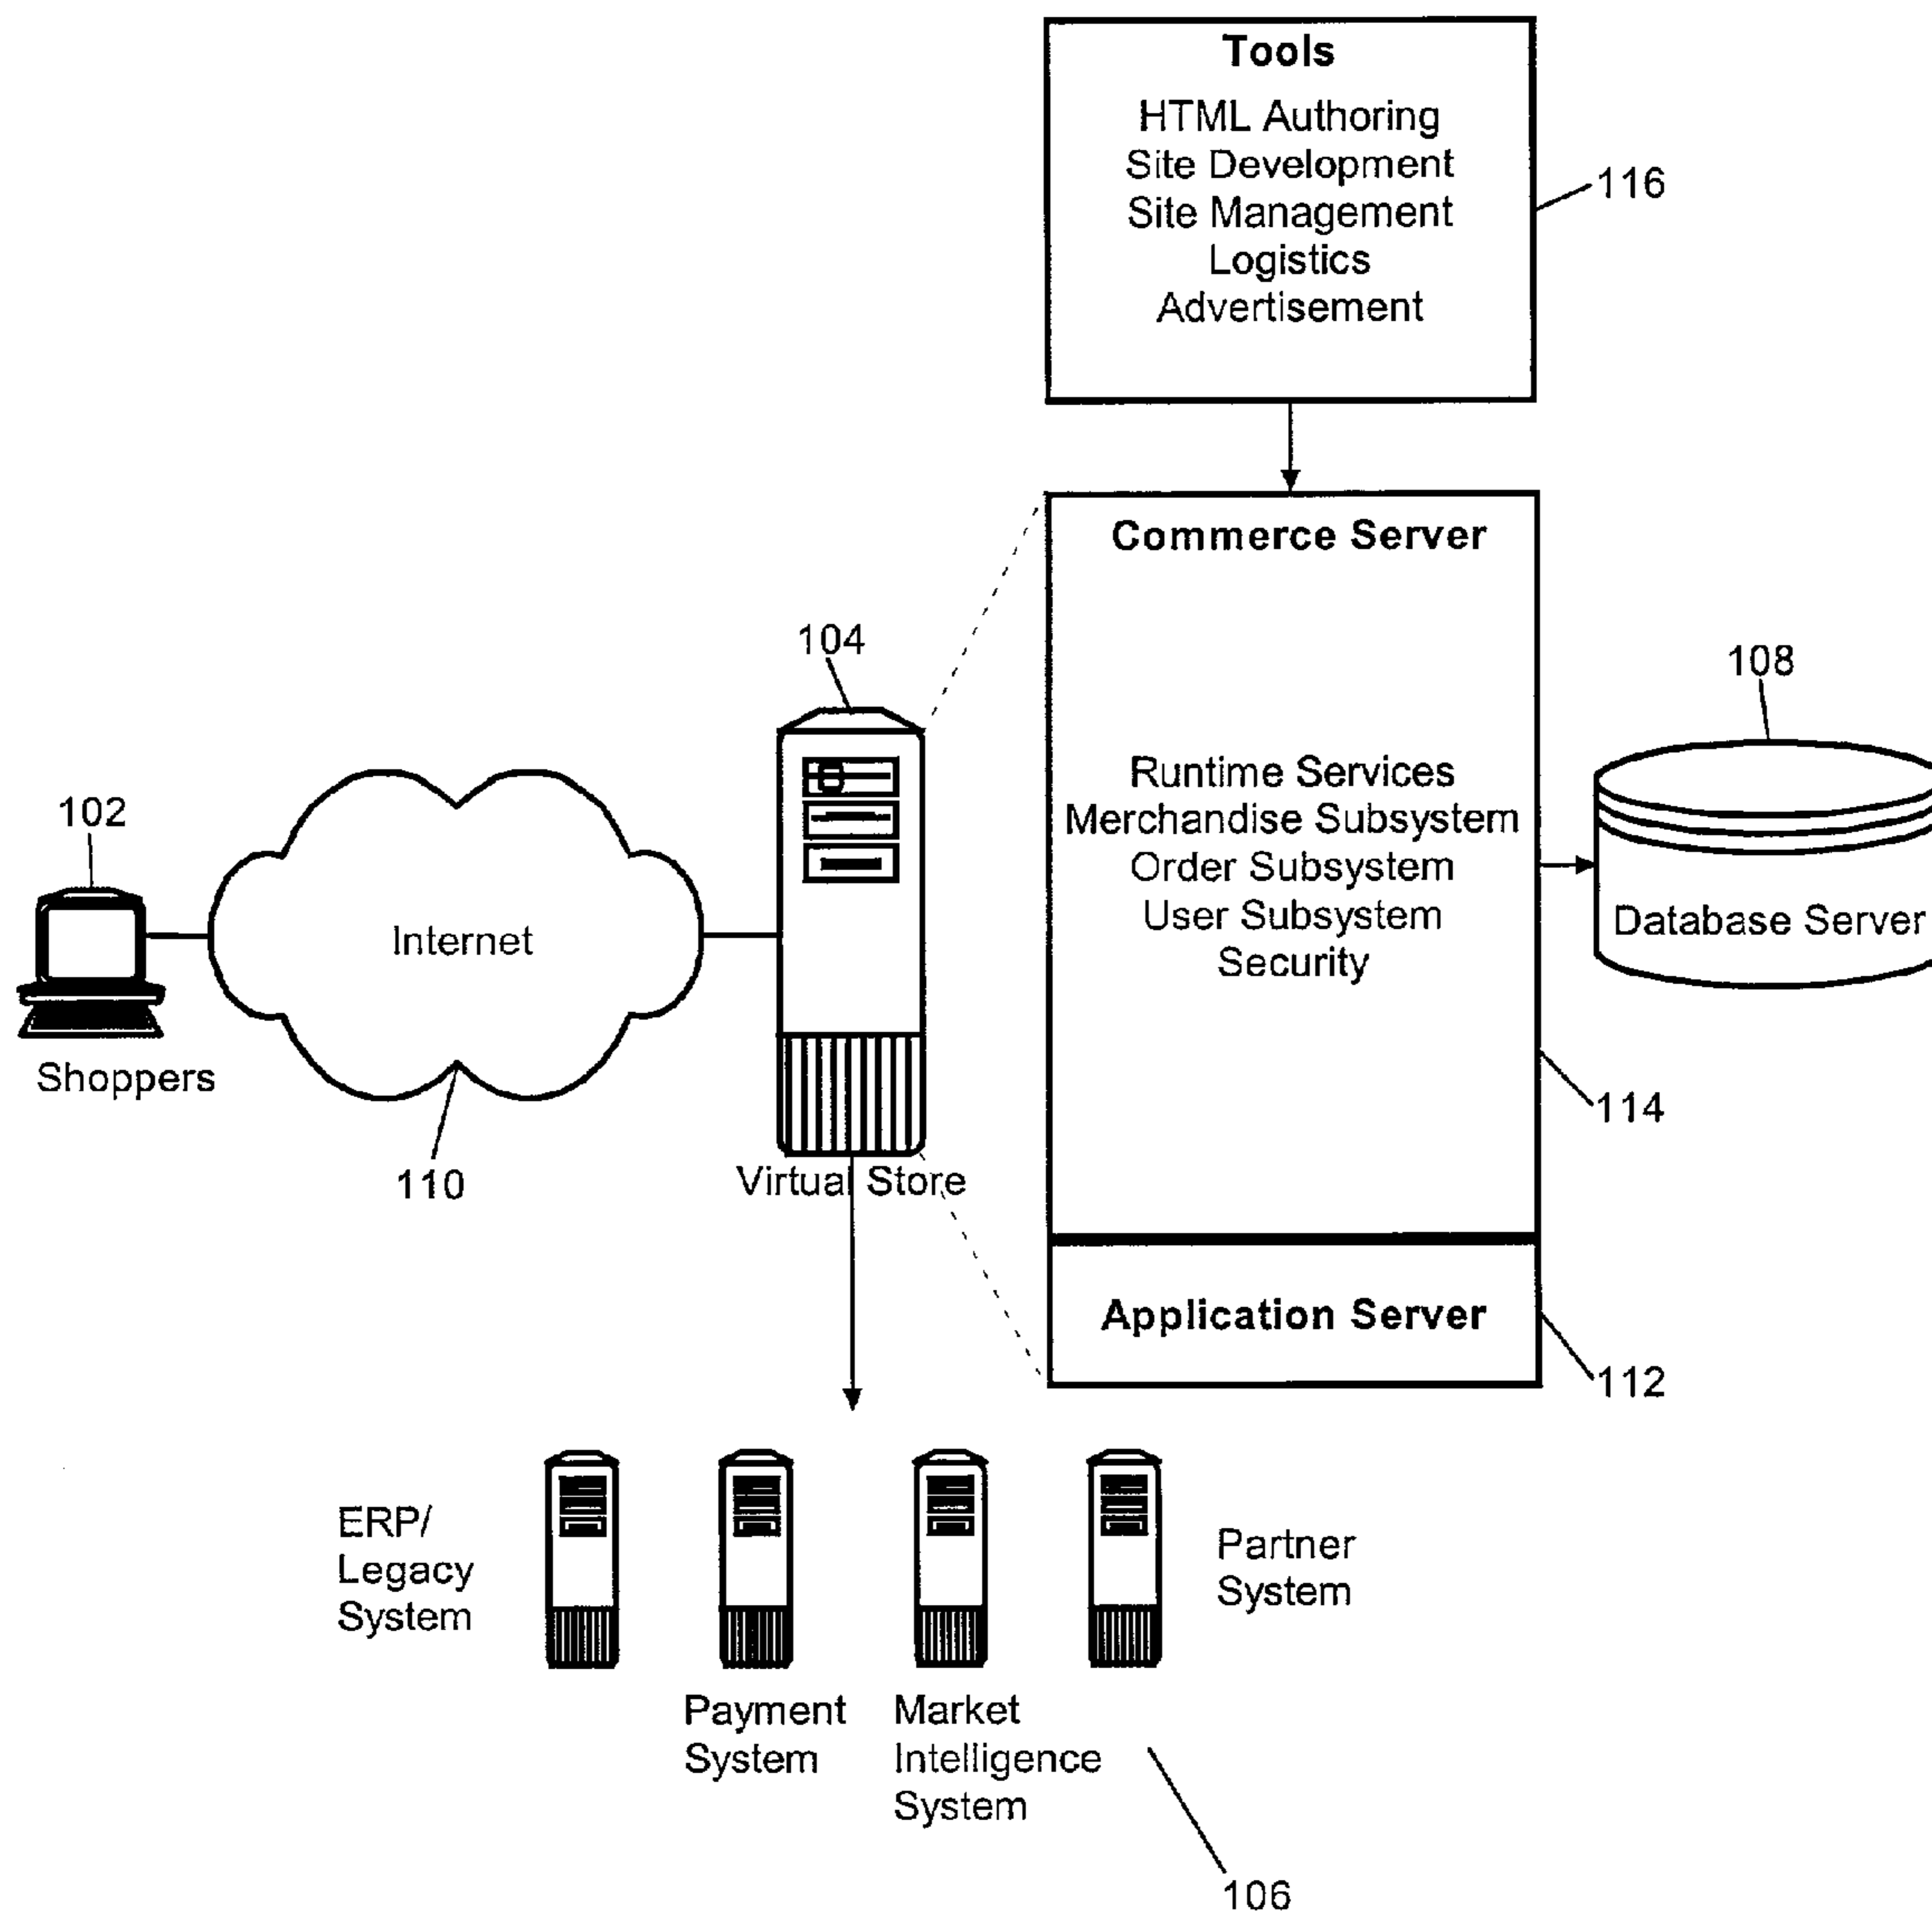 Tools
HTML Authoring
Site Development
Site Management
Logistics
Advertisement
116
Commerce Server
Runtime Services
Merchandise Subsystem
Order Subsystem
User Subsystem
Security
114
Application Server
112
108
Database Server
104
Virtual Store
102
Shoppers
Internet
110
ERP/
Legacy
System
Payment
System
Market
Intelligence
System
Partner
System
106